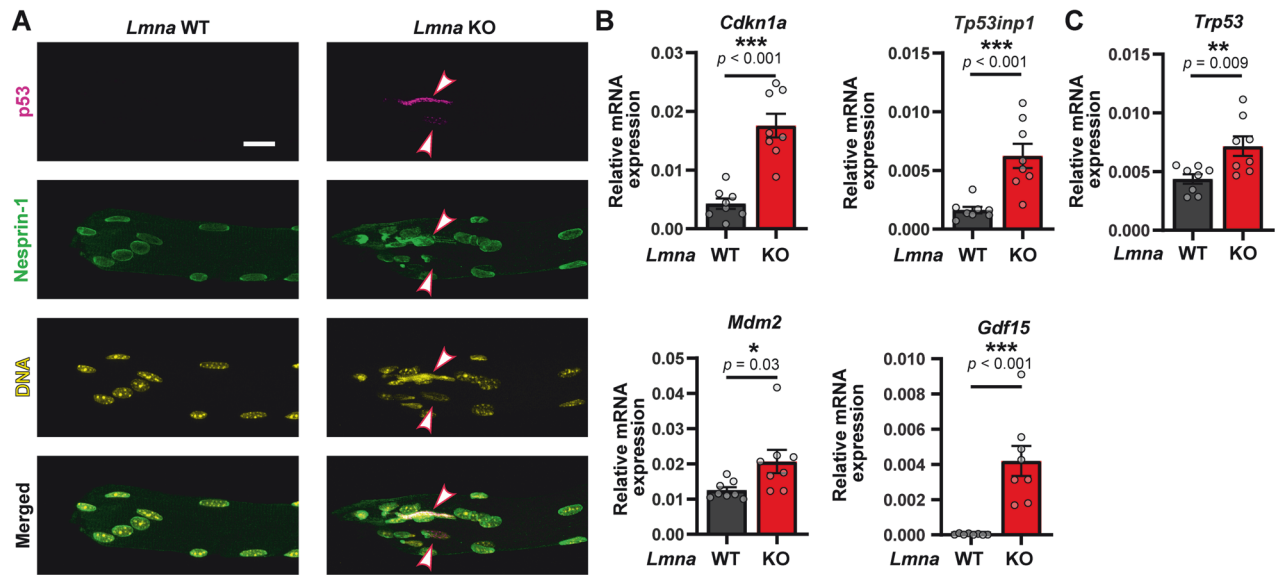 A
Lmna WT
Lmna KO
p53
Nesprin-1
DNA
Merged
B
Cdkn1a
***
p < 0.001
Relative mRNA
expression
0.03
0.02
0.01
0.00
Lmna WT KO
Tp53inp1
***
p < 0.001
Relative mRNA
expression
0.015
0.010
0.005
0.000
Lmna WT KO
Mdm2
*
p = 0.03
Relative mRNA
expression
0.05
0.04
0.03
0.02
0.01
0.00
Lmna WT KO
Gdf15
***
p < 0.001
Relative mRNA
expression
0.010
0.008
0.006
0.004
0.002
0.000
Lmna WT KO
C
Trp53
**
p = 0.009
Relative mRNA
expression
0.015
0.010
0.005
0.000
Lmna WT KO